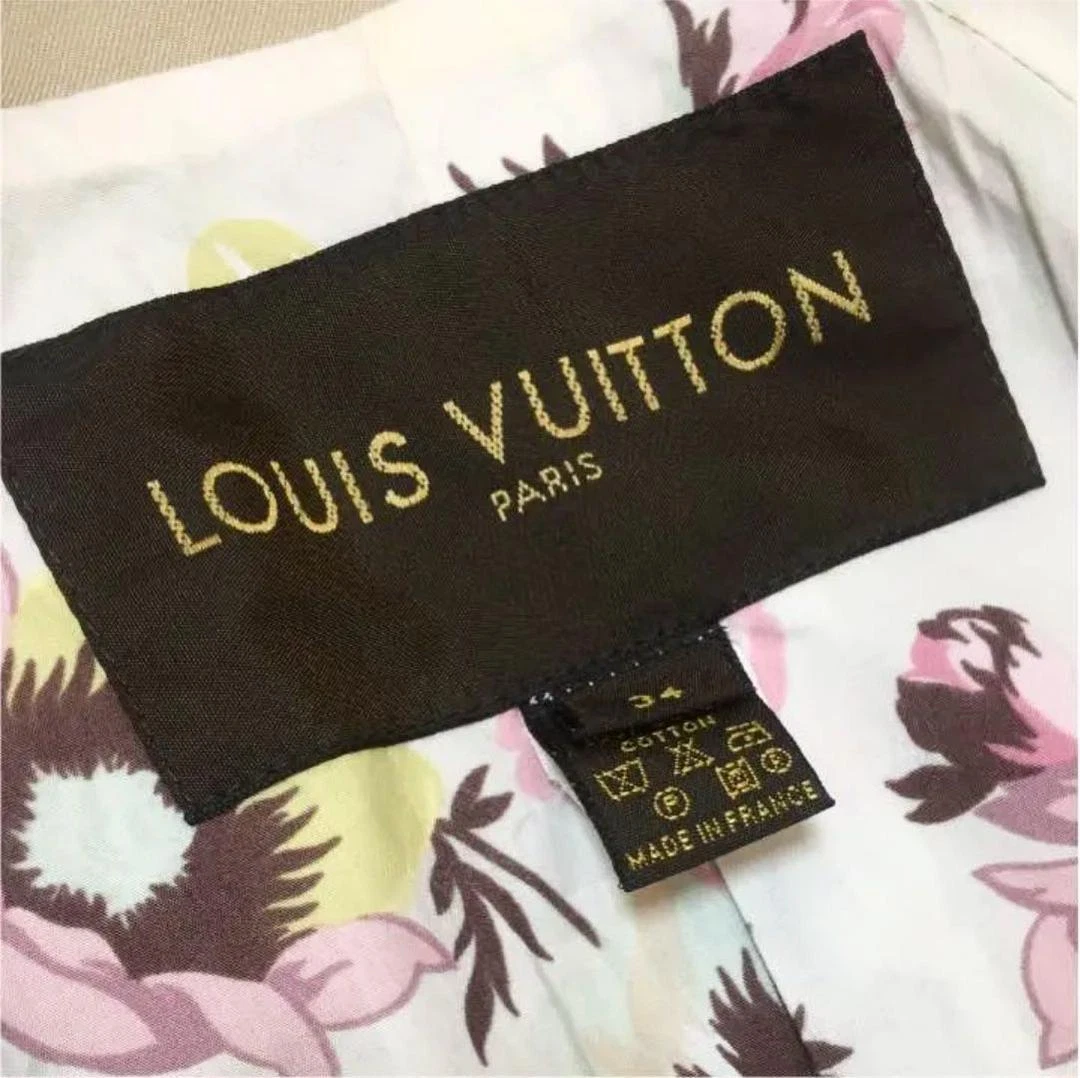 LOUIS VUITTON
PARIS
34
COTTON
P
MADE IN FRANCE